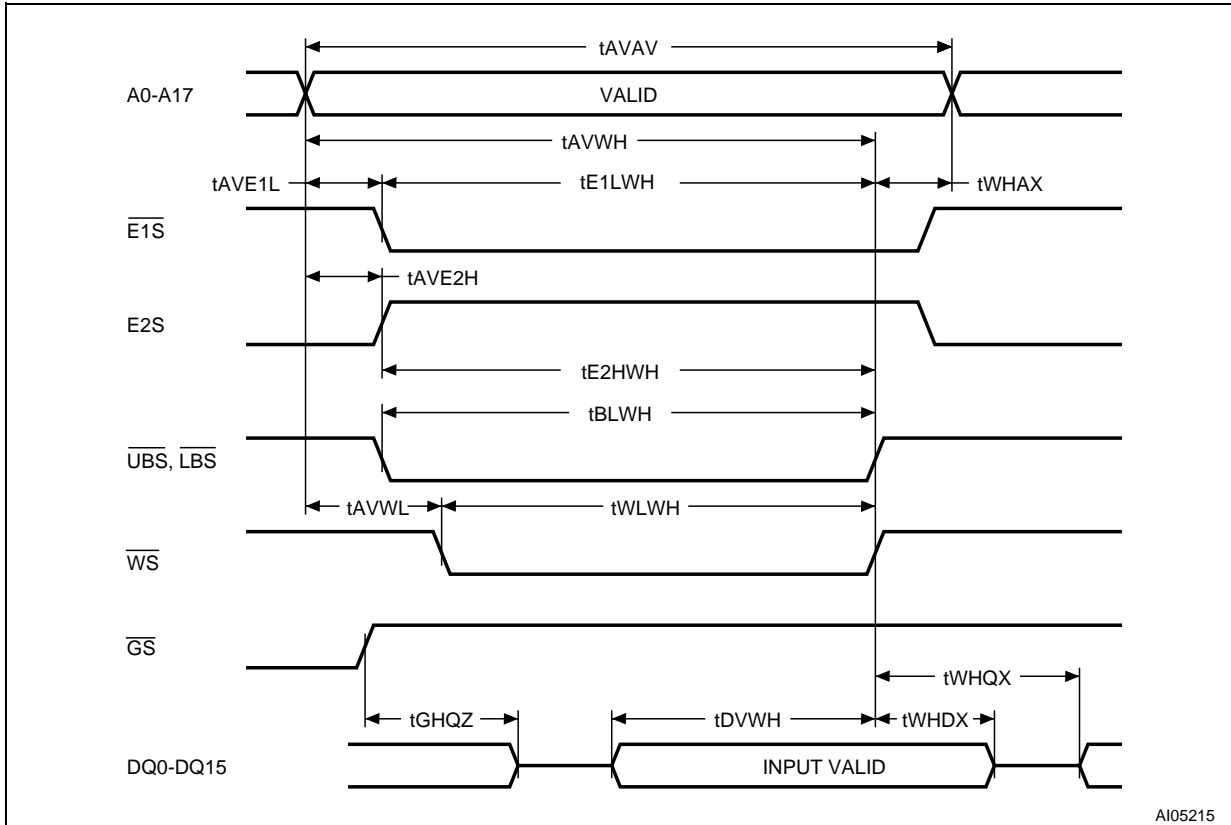 tAVAV
A0-A17
VALID
tAVWH
tAVE1L
tE1LWH
tWHAX
E1S
tAVE2H
E2S
tE2HWH
tBLWH
UBS, LBS
tAVWL
tWLWH
WS
GS
tWHQX
tGHQZ
tDVWH
tWHDX
DQ0-DQ15
INPUT VALID
AI05215